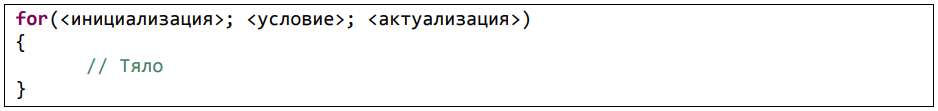 for(<инициализация>; <условие>; <актуализация>)
{
// Тяло
}